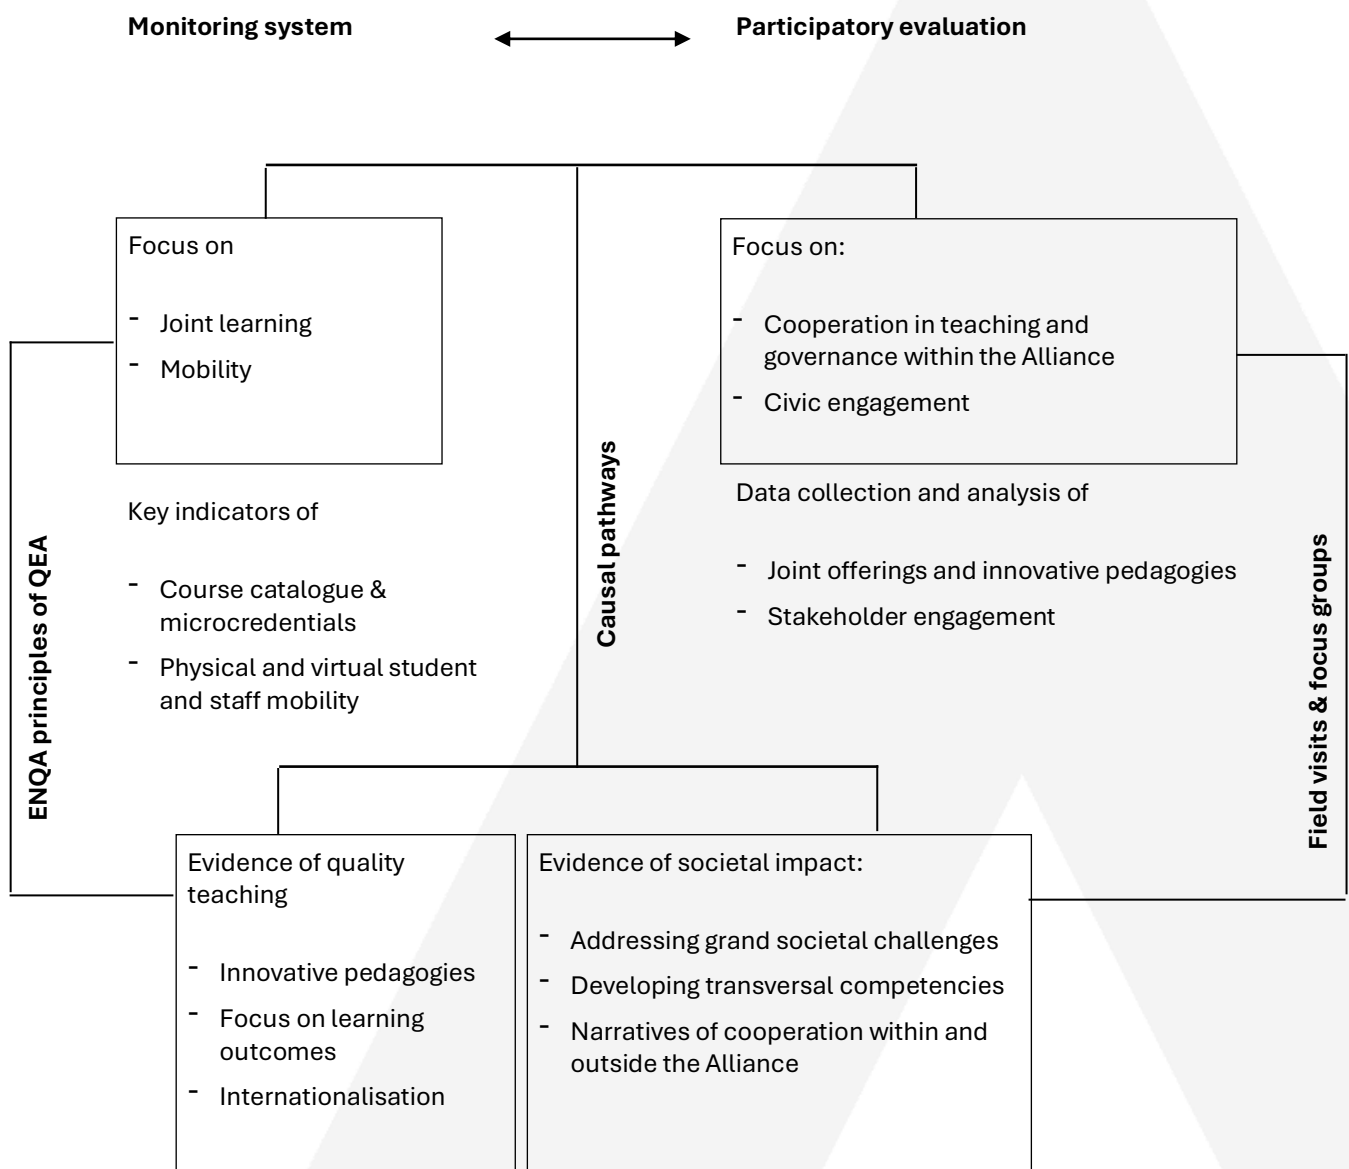 Monitoring system
Participatory evaluation
Focus on
- Joint learning
- Mobility
Focus on:
- Cooperation in teaching and
governance within the Alliance
- Civic engagement
Key indicators of
- Course catalogue &
microcredentials
- Physical and virtual student
and staff mobility
Data collection and analysis of
- Joint offerings and innovative pedagogies
- Stakeholder engagement
ENQA principles of QEA
Causal pathways
Field visits & focus groups
Evidence of quality
teaching
- Innovative pedagogies
- Focus on learning
outcomes
- Internationalisation
Evidence of societal impact:
- Addressing grand societal challenges
- Developing transversal competencies
- Narratives of cooperation within and
outside the Alliance